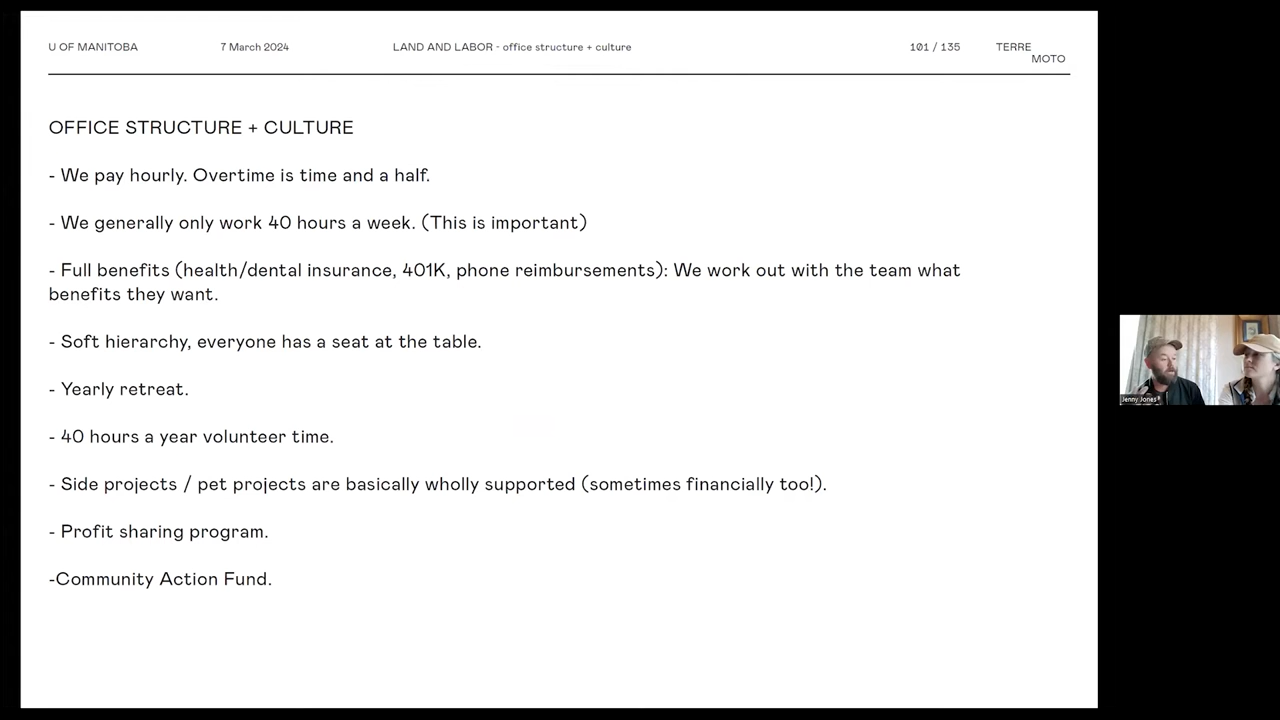 U OF MANITOBA
7 March 2024
LAND AND LABOR - office structure + culture
101 / 135
TERRE
MOTO
OFFICE STRUCTURE + CULTURE
- We pay hourly. Overtime is time and a half.
- We generally only work 40 hours a week. (This is important)
- Full benefits (health/dental insurance, 401K, phone reimbursements): We work out with the team what
benefits they want.
- Soft hierarchy, everyone has a seat at the table.
- Yearly retreat.
- 40 hours a year volunteer time.
- Side projects / pet projects are basically wholly supported (sometimes financially too!).
- Profit sharing program.
-Community Action Fund.
Jenny Jones